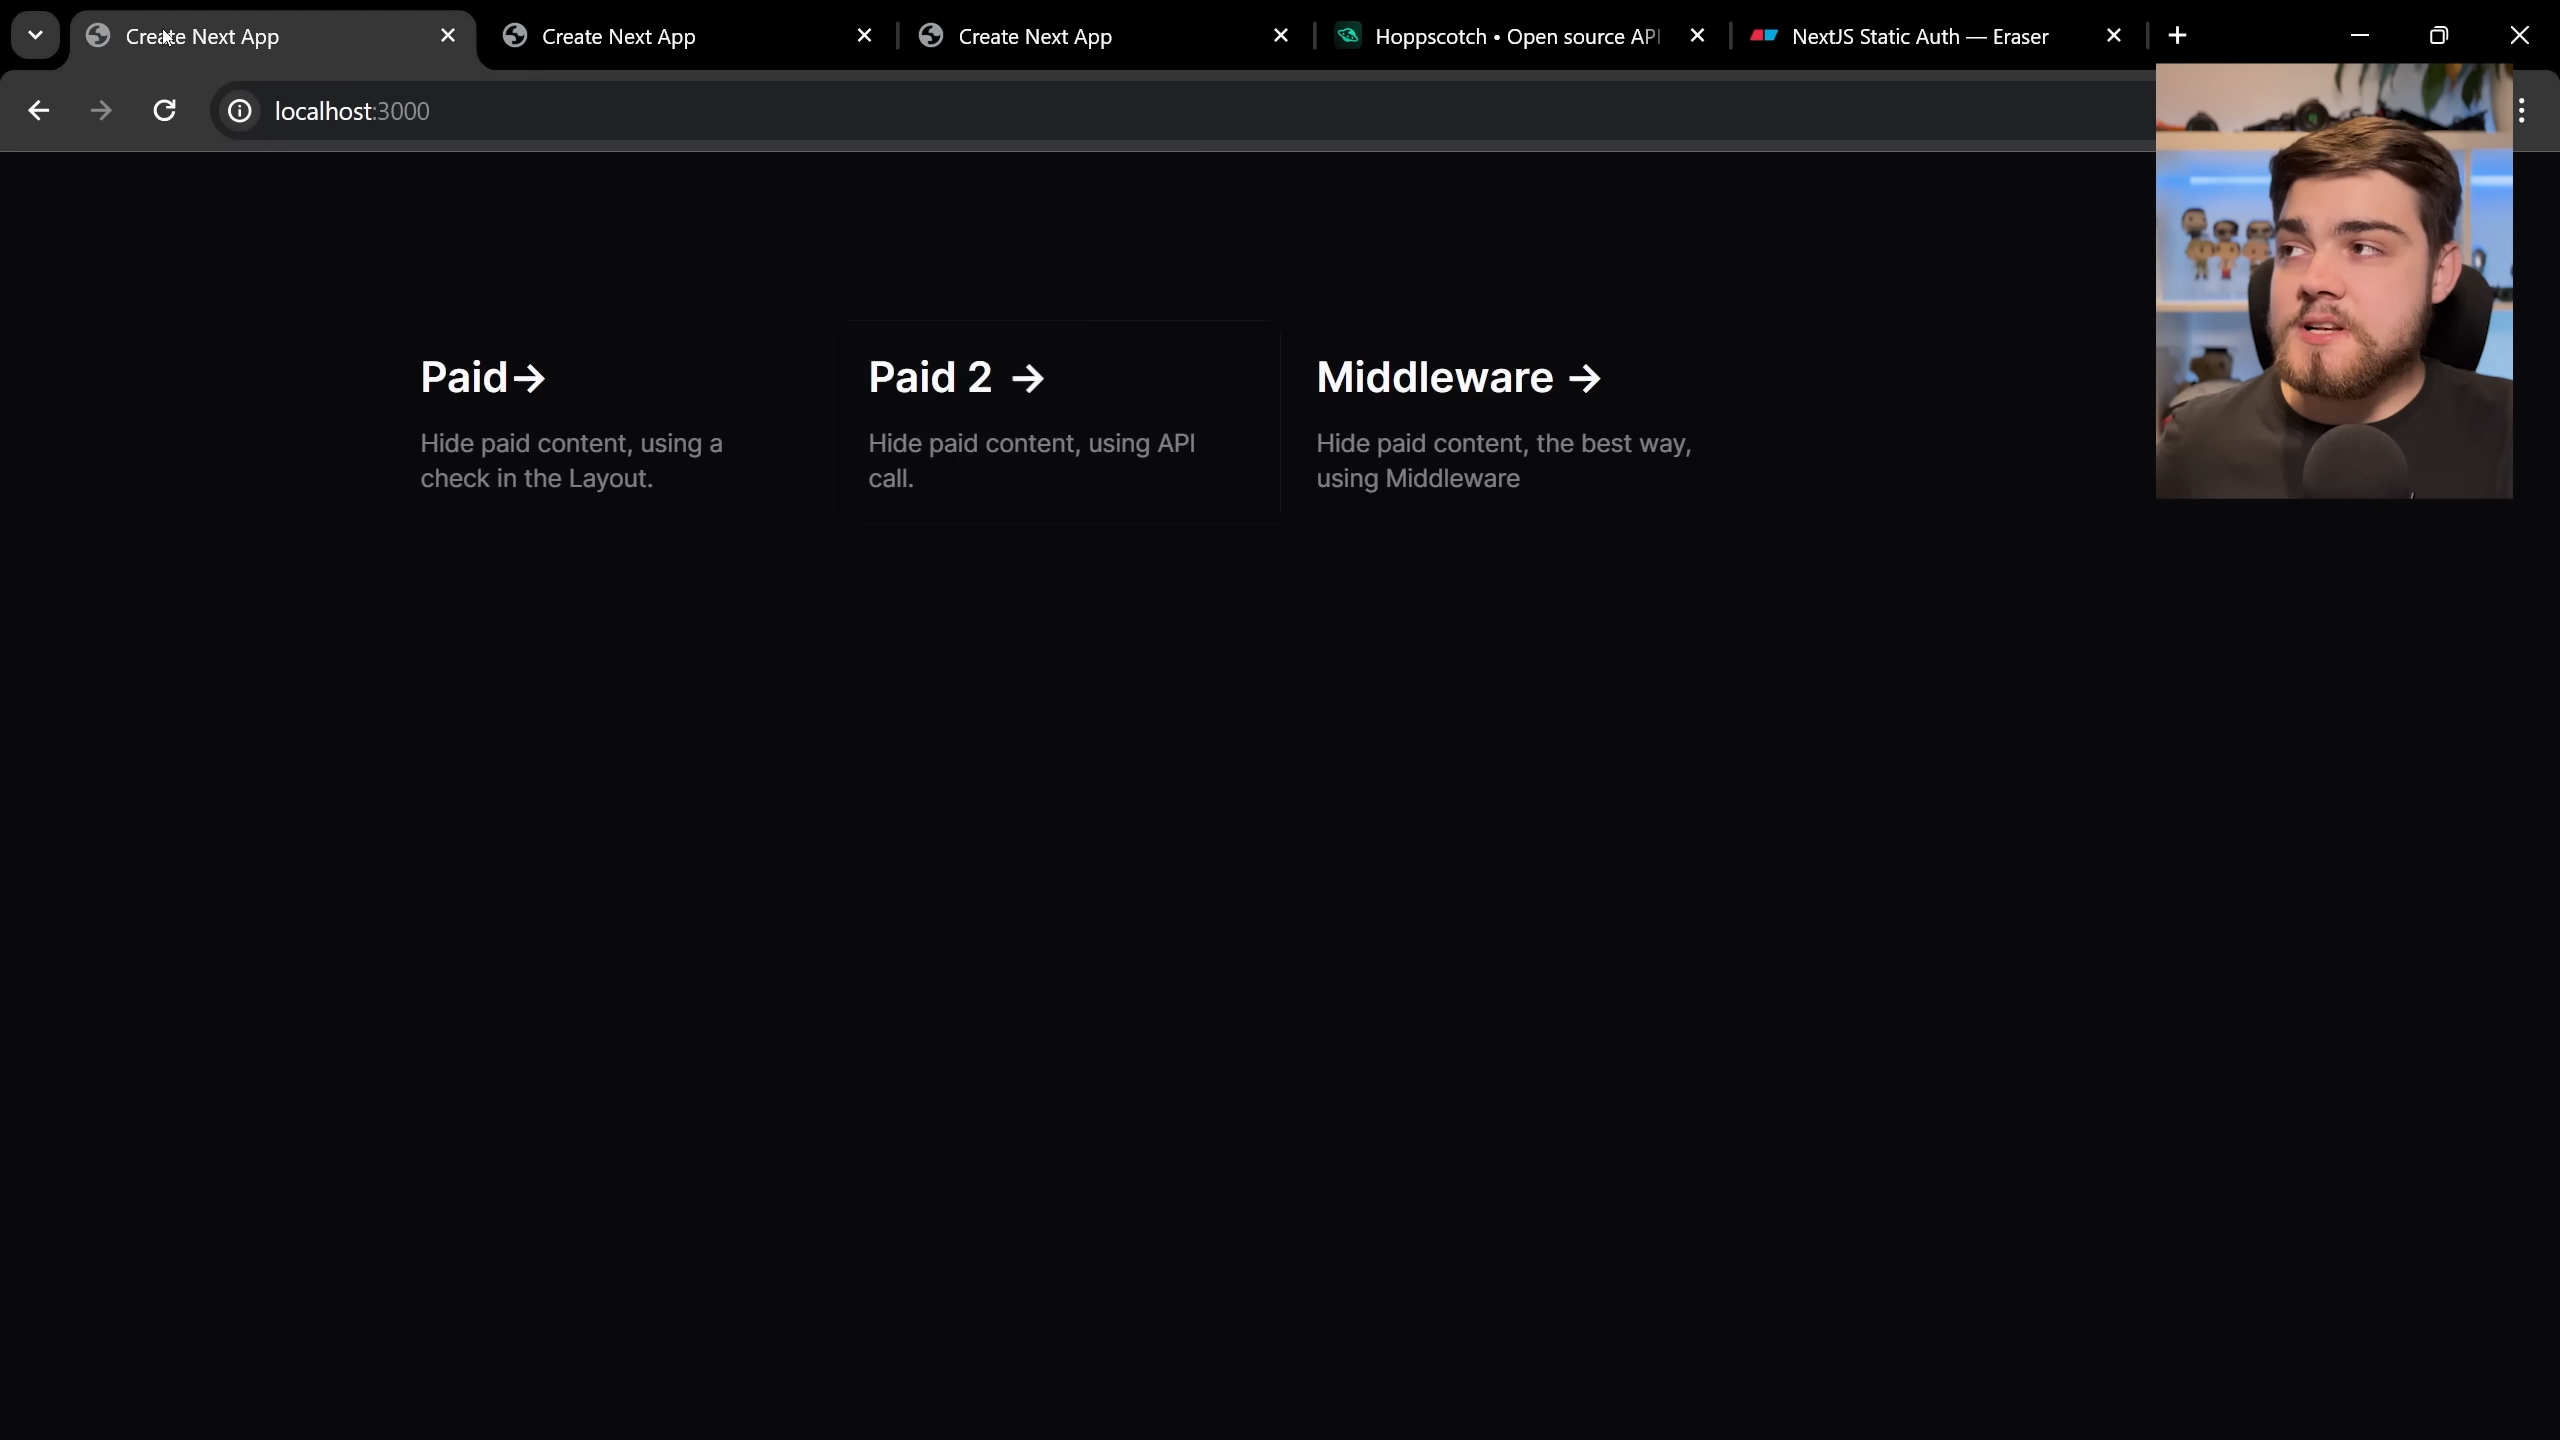 Create Next App
Create Next App
Create Next App
Hoppscotch • Open source API
NextJS Static Auth — Eraser
localhost:3000
Paid→
Hide paid content, using a
check in the Layout.
Paid 2 →
Hide paid content, using API
call.
Middleware →
Hide paid content, the best way,
using Middleware